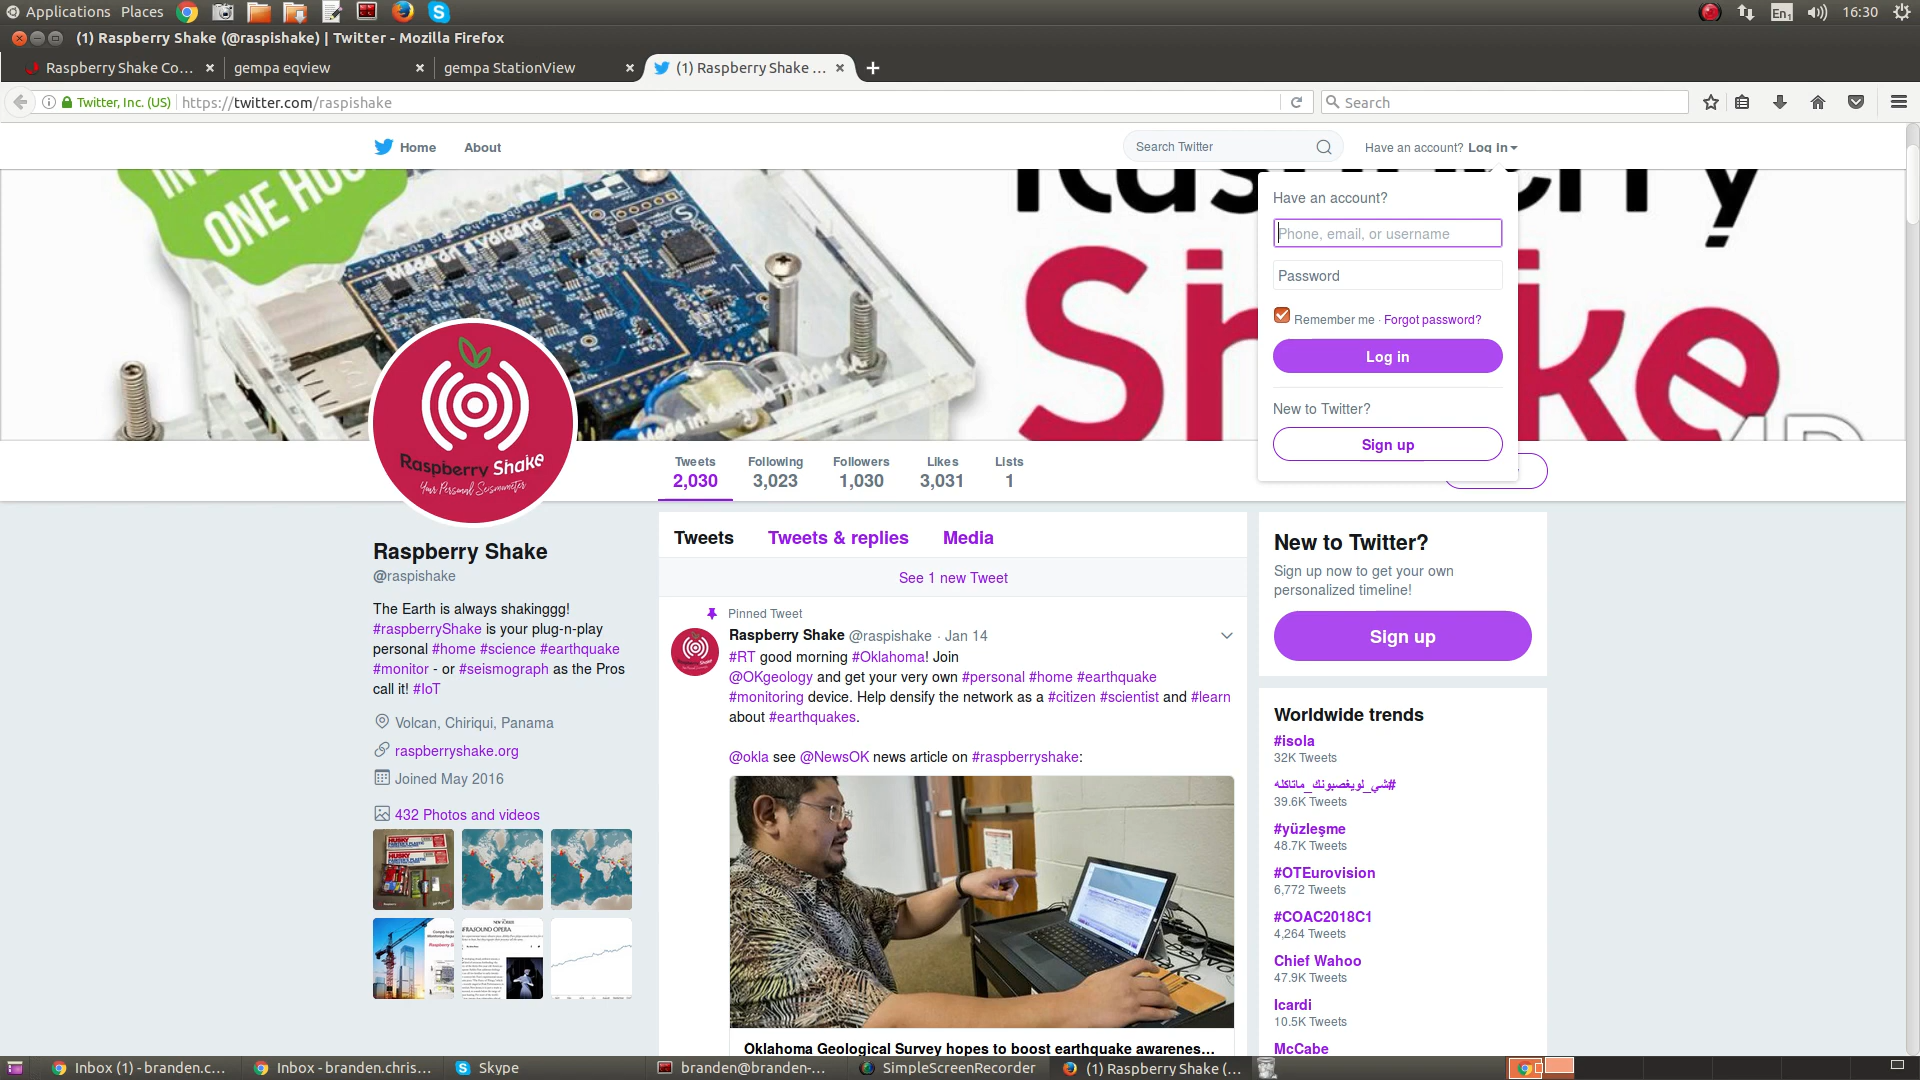 Applications Places
En1
16:30
(1) Raspberry Shake (@raspishake) | Twitter - Mozilla Firefox
Raspberry Shake Co...
gempa eqview
gempa StationView
(1) Raspberry Shake ...
Twitter, Inc. (US)
https://twitter.com/raspishake
Search
Home
About
Search Twitter
Have an account? Log in
ONE HOU
Made on a Volcano
Shake
4D
Have an account?
Phone, email, or username
Password
Remember me · Forgot password?
Log in
New to Twitter?
Sign up
Raspberry Shake
Your Personal Seismometer
Tweets
2,030
Following
3,023
Followers
1,030
Likes
3,031
Lists
1
Raspberry Shake
@raspishake
The Earth is always shakinggg!
#raspberryShake is your plug-n-play
personal #home #science #earthquake
#monitor - or #seismograph as the Pros
call it! #IoT
Volcan, Chiriqui, Panama
raspberryshake.org
Joined May 2016
432 Photos and videos
HUSKY
Tweets
Tweets & replies
Media
See 1 new Tweet
Pinned Tweet
Raspberry Shake @raspishake · Jan 14
#RT good morning #Oklahoma! Join
@OKgeology and get your very own #personal #home #earthquake
#monitoring device. Help densify the network as a #citizen #scientist and #learn
about #earthquakes.
@okla see @NewsOK news article on #raspberryshake:
Oklahoma Geological Survey hopes to boost earthquake awarenes...
New to Twitter?
Sign up now to get your own
personalized timeline!
Sign up
Worldwide trends
#isola
32K Tweets
#شي_لويغصبونك_ماتاكله
39.6K Tweets
#yüzleşme
48.7K Tweets
#OTEurovision
6,772 Tweets
#COAC2018C1
4,264 Tweets
Chief Wahoo
47.9K Tweets
Icardi
10.5K Tweets
McCabe
Inbox (1) - branden.c...
Inbox - branden.chris...
Skype
branden@branden-...
SimpleScreenRecorder
(1) Raspberry Shake (...